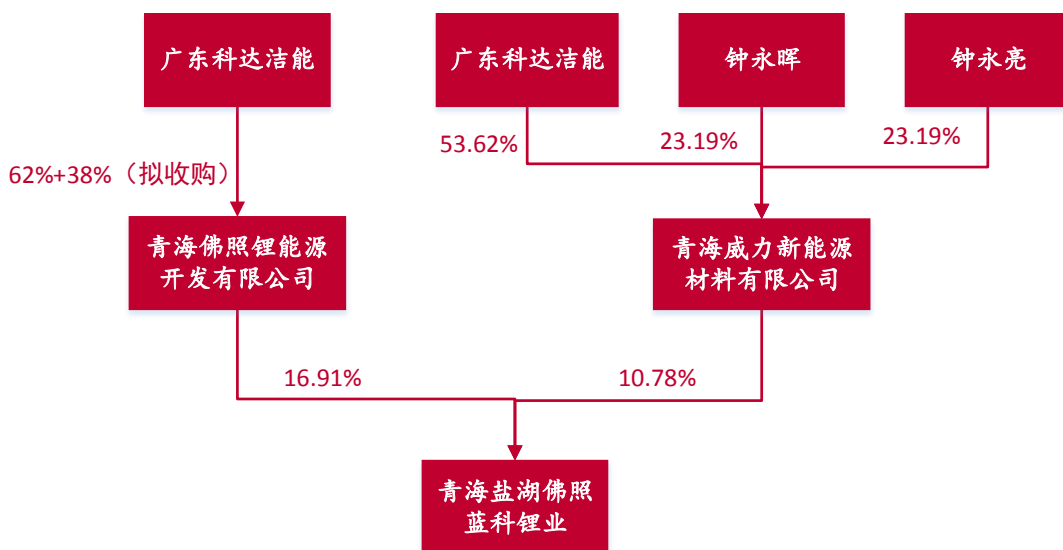 广东科达洁能
广东科达洁能
钟永晖
钟永亮
53.62%
23.19%
23.19%
62%+38%（拟收购）
青海佛照锂能源
开发有限公司
青海威力新能源
材料有限公司
16.91%
10.78%
青海盐湖佛照
蓝科锂业